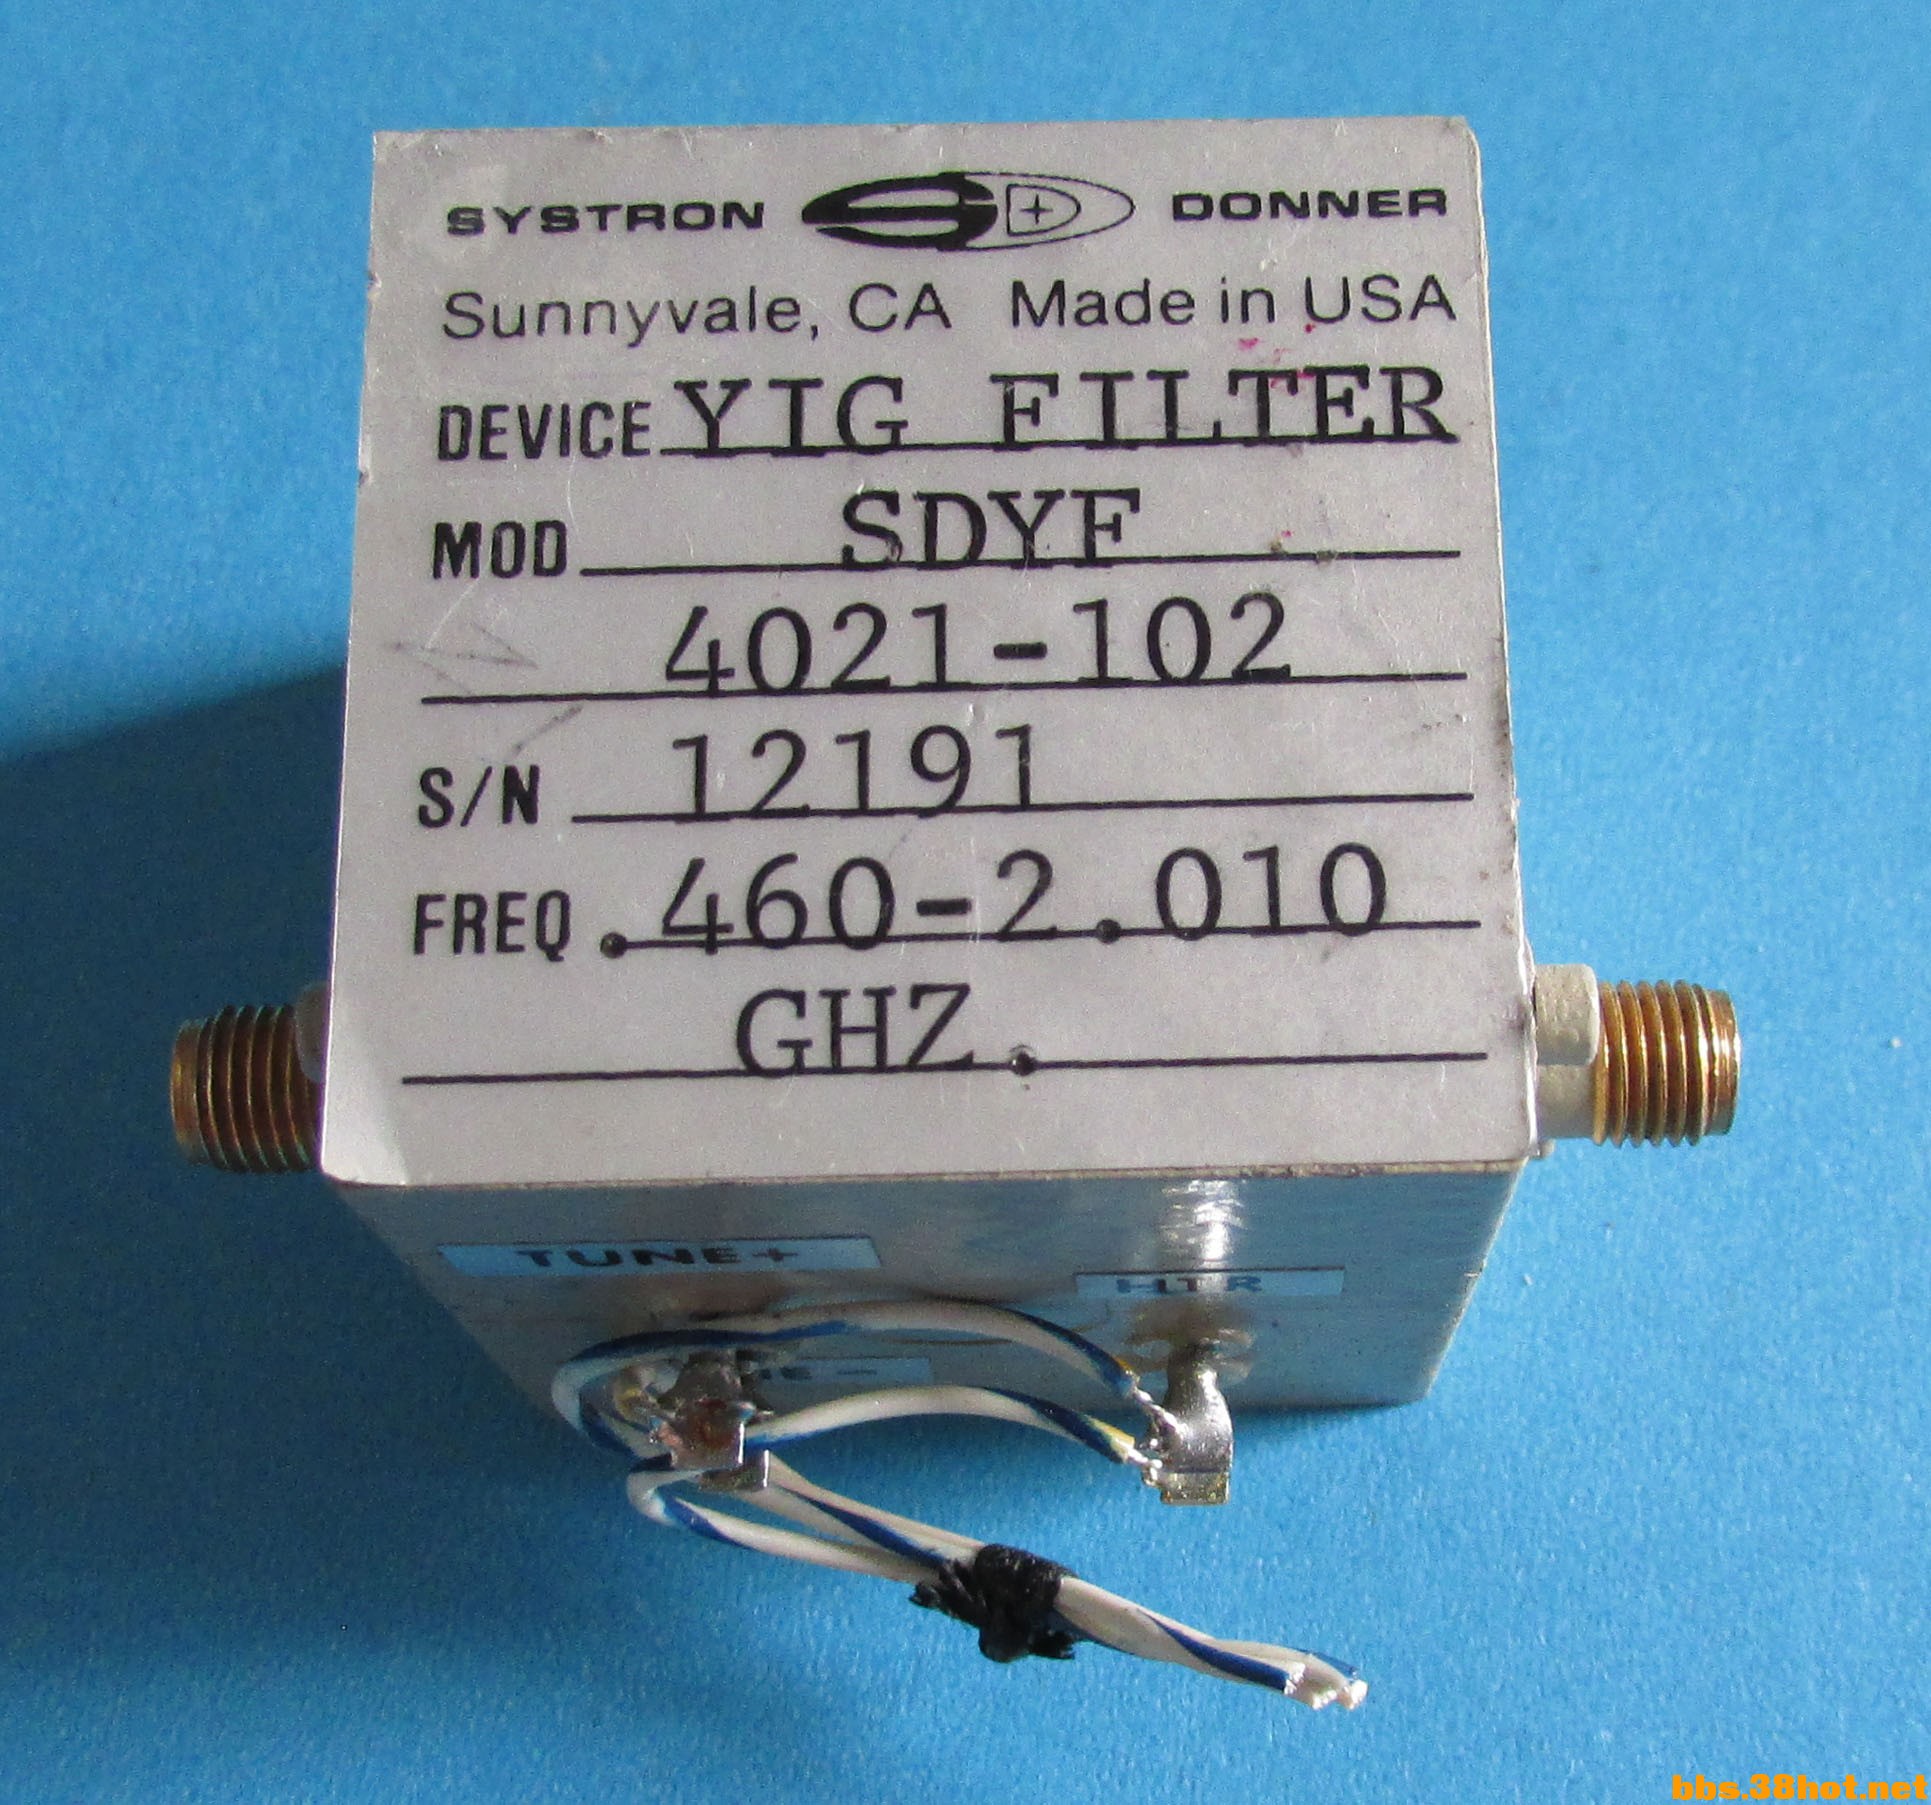 SYSTRON SD DONNER
Sunnyvale, CA Made in USA
DEVICE YIG FILTER
MOD SDYF
4021-102
S/N 12191
FREQ .460-2.010
GHZ.
TUNE+
HTR
bbs.38hot.net